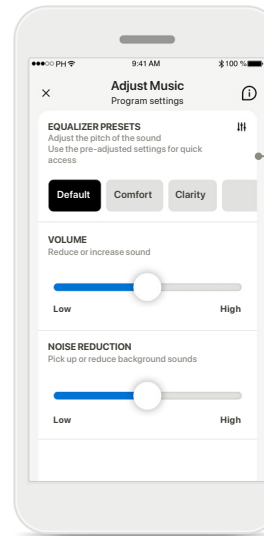 PH 9:41 AM 100 %
Adjust Music
Program settings
EQUALIZER PRESETS
Adjust the pitch of the sound
Use the pre-adjusted settings for quick
access
Default Comfort Clarity
VOLUME
Reduce or increase sound
Low High
NOISE REDUCTION
Pick up or reduce background sounds
Low High